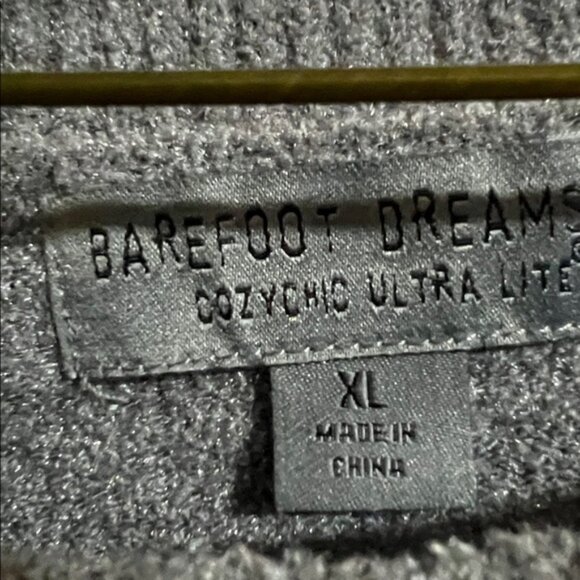 BAREFOOT DREAMS
COZYCHIC ULTRA LITE
XL
MADE IN
CHINA